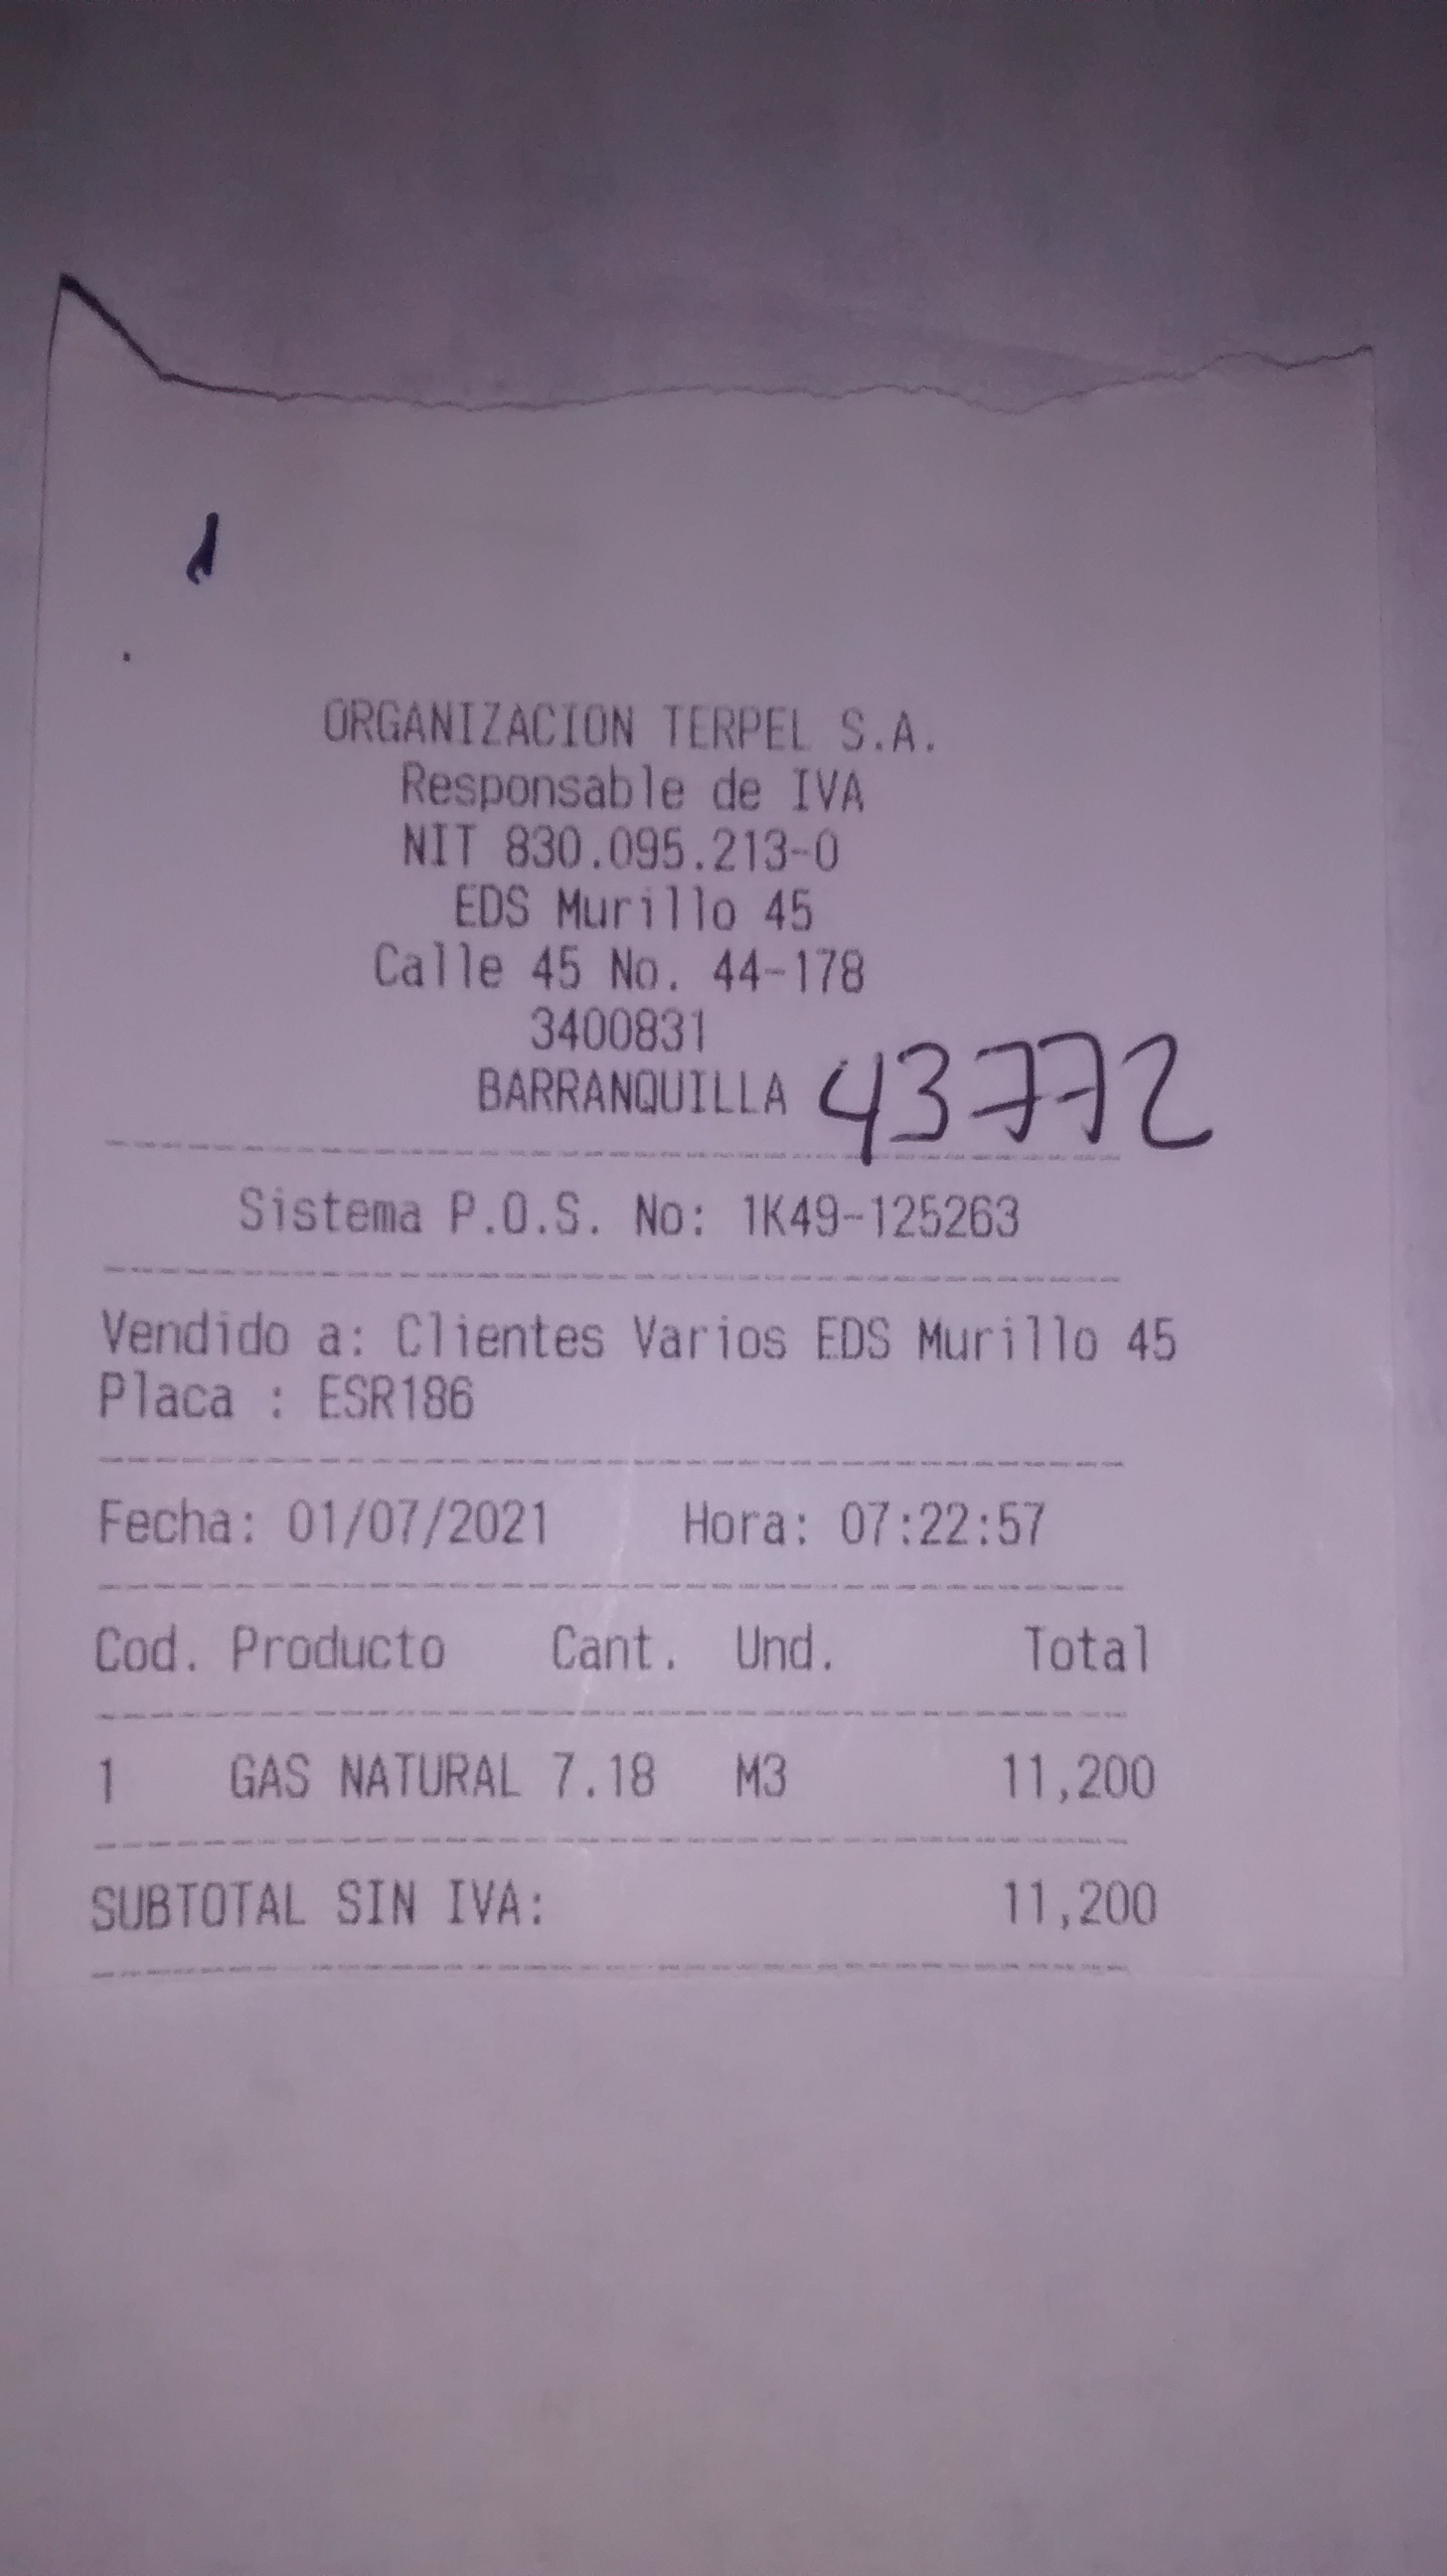 ORGANIZACION TERPEL S.A.
Responsable de IVA
NIT 830.095.213-0
EDS Murillo 45
Calle 45 No. 44-178
3400831
BARRANQUILLA 43772
Sistema P.O.S. No: 1K49-125263
Vendido a: Clientes Varios EDS Murillo 45
Placa : ESR186
Fecha: 01/07/2021 Hora: 07:22:57
Cod. Producto Cant. Und. Total
1 GAS NATURAL 7.18 M3 11,200
SUBTOTAL SIN IVA: 11,200